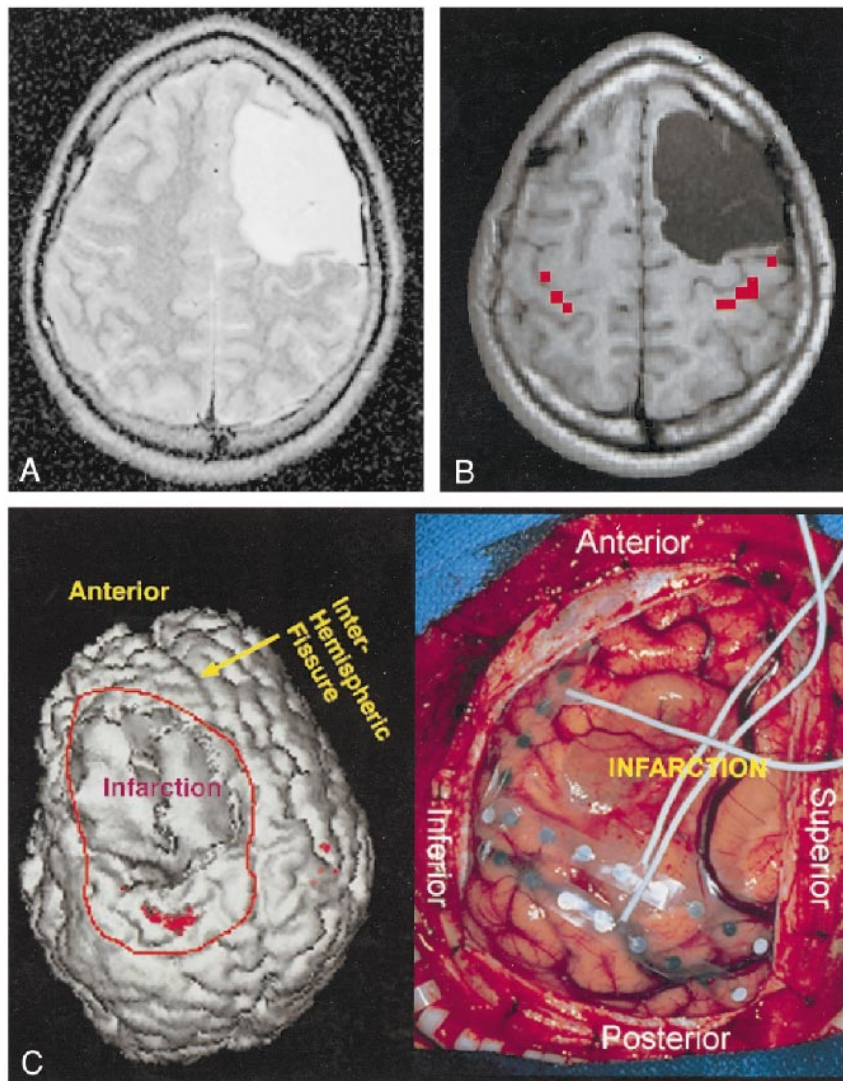 A
B
Anterior
Inter-
Hemispheric
Fissure
Infarction
C
Anterior
INFARCTION
Inferior
Superior
Posterior